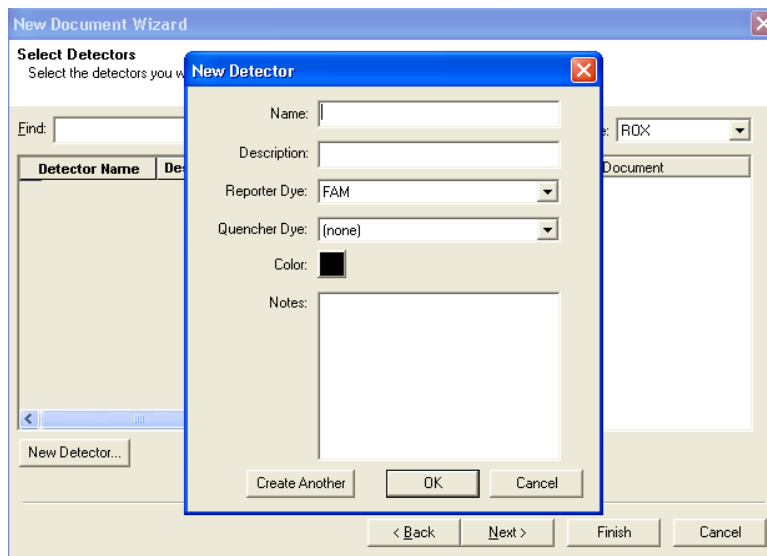 New Document Wizard
Select Detectors
Select the detectors you w
New Detector
Name:
Find:
: ROX
Description:
Detector Name
Des
Document
Reporter Dye: FAM
Quencher Dye: (none)
Color:
Notes:
New Detector...
Create Another
OK
Cancel
< Back
Next >
Finish
Cancel